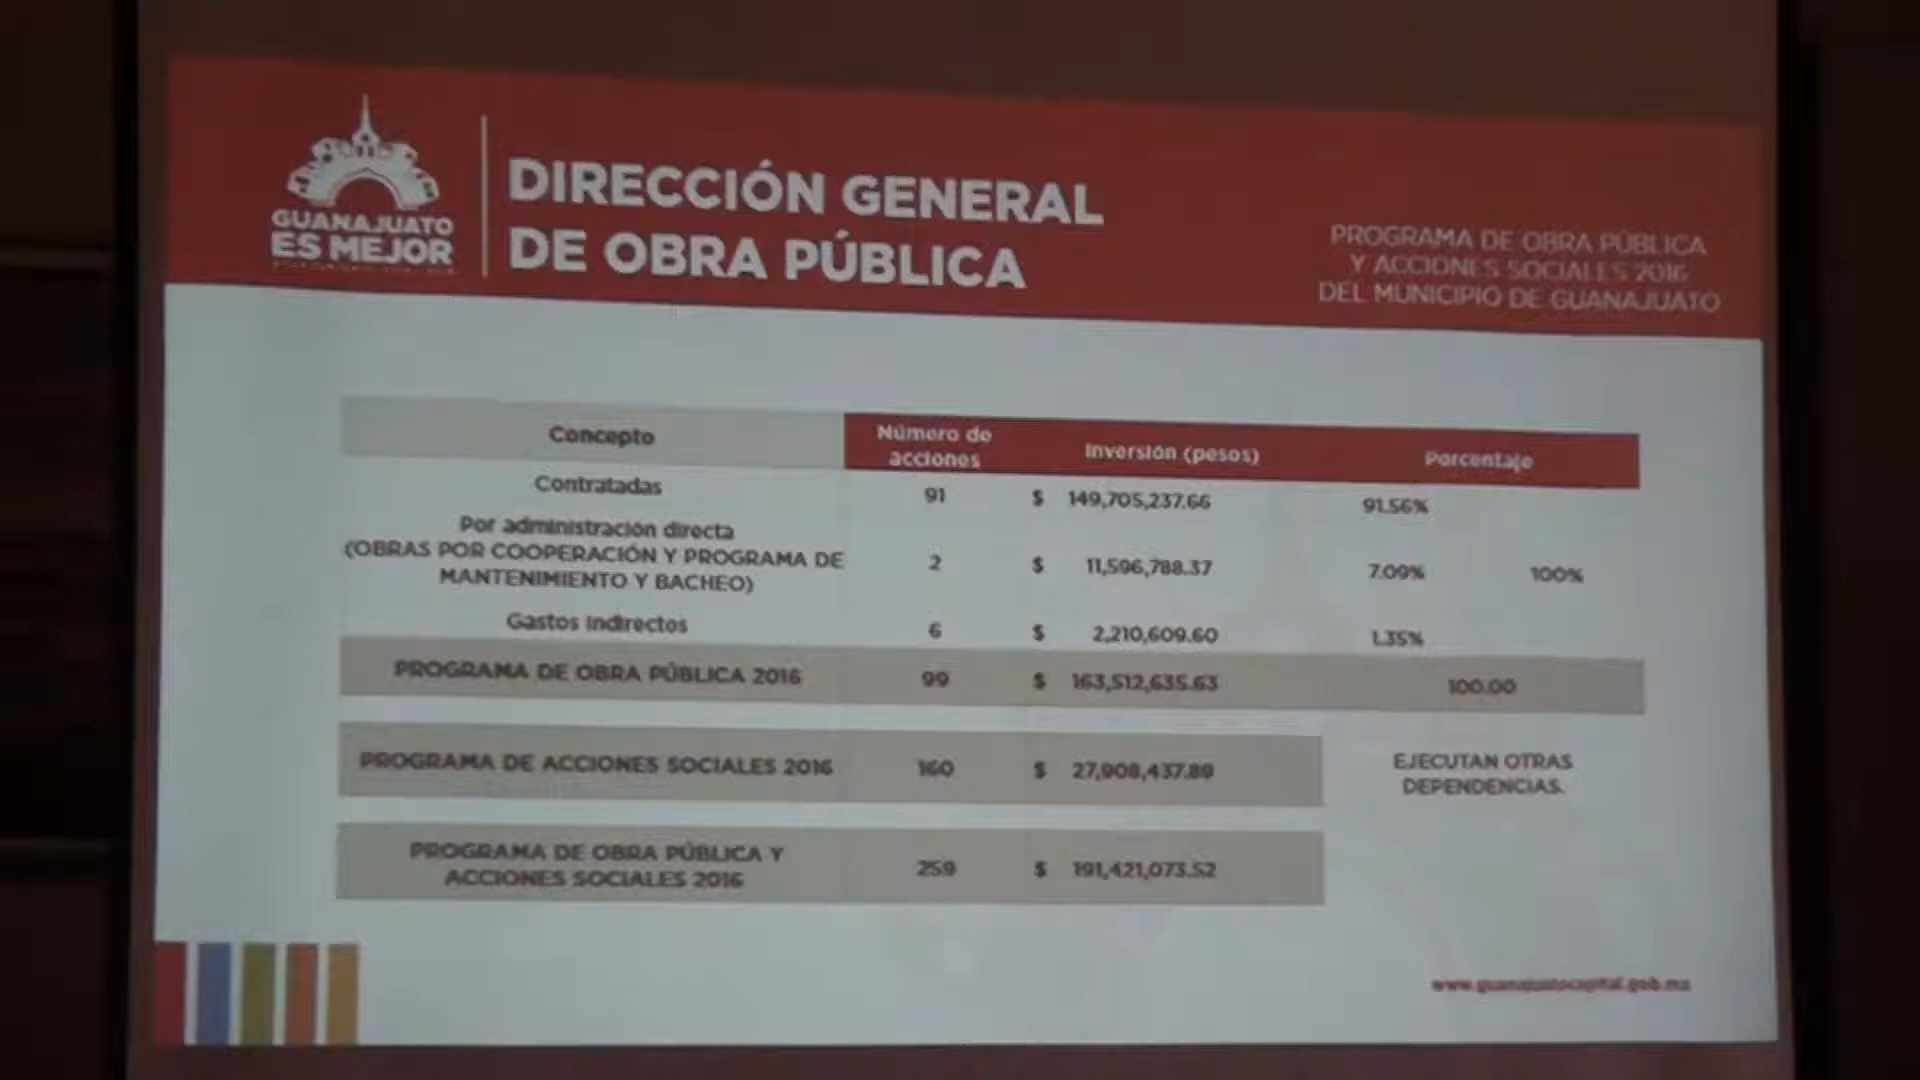 GUANAJUATO
ES MEJOR
DIRECCIÓN GENERAL
DE OBRA PÚBLICA
PROGRAMA DE OBRA PÚBLICA
Y ACCIONES SOCIALES 2016
DEL MUNICIPIO DE GUANAJUATO
Concepto Número de acciones Inversión (pesos) Porcentaje
Contratadas 91 $ 149,705,237.66 91.56%
Por administración directa
(OBRAS POR COOPERACIÓN Y PROGRAMA DE
MANTENIMIENTO Y BACHEO) 2 $ 11,596,788.37 7.09% 100%
Gastos Indirectos 6 $ 2,210,609.60 1.35%
PROGRAMA DE OBRA PÚBLICA 2016 99 $ 163,512,635.63 100.00
PROGRAMA DE ACCIONES SOCIALES 2016 160 $ 27,908,437.89
EJECUTAN OTRAS
DEPENDENCIAS.
PROGRAMA DE OBRA PÚBLICA Y
ACCIONES SOCIALES 2016 259 $ 191,421,073.52
www.guanajuatocapital.gob.mx